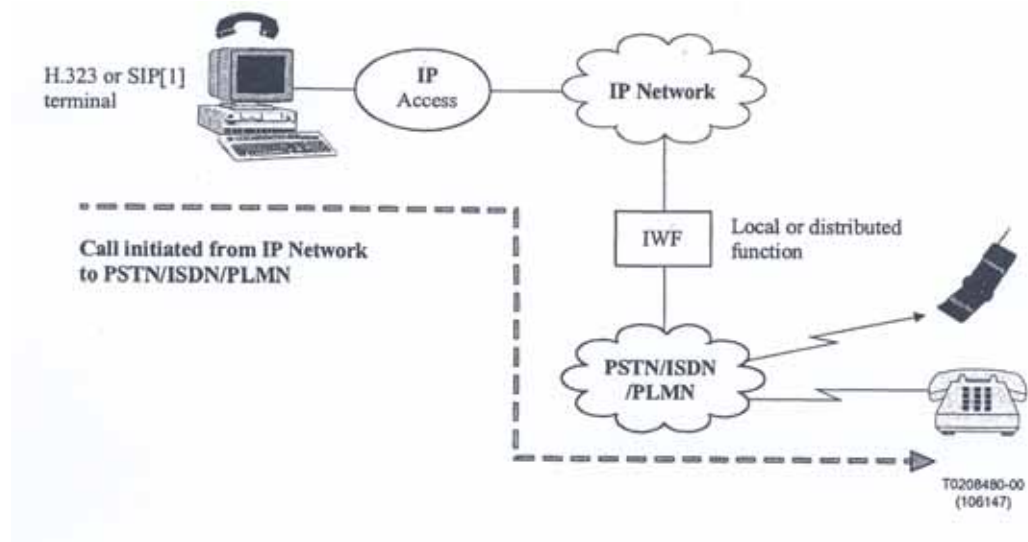 H.323 or SIP[1]
terminal
IP
Access
IP Network
IWF
Local or distributed
function
Call initiated from IP Network
to PSTN/ISDN/PLMN
PSTN/ISDN
/PLMN
T0208480-00
(106147)